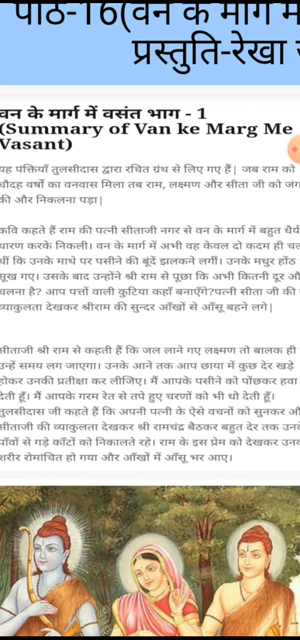 पाठ-16(वन के मार्ग म
प्रस्तुति-रेखा
वन के मार्ग में वसंत भाग - 1
(Summary of Van ke Marg Me
Vasant)
यह पंक्तियाँ तुलसीदास द्वारा रचित ग्रंथ से लिए गए हैं| जब राम को
चौदह वर्षों का वनवास मिला तब राम, लक्ष्मण और सीता जी को जंग
की और निकलना पड़ा|
कवि कहते हैं राम की पत्नी सीताजी नगर से वन के मार्ग में बहुत धैर्य
धारण करके निकली। वन के मार्ग में अभी वह केवल दो कदम ही चल
थीं कि उनके माथे पर पसीने की बूंदें झलकने लगीं। उनके मधुर होंठ
सूख गए। उसके बाद उन्होंने श्री राम से पूछा कि अभी कितनी दूर औ
चलना है? आप पत्तों वाली कुटिया कहाँ बनाएँगे?पत्नी सीता जी की
व्याकुलता देखकर श्रीराम की सुन्दर आँखों से आँसू बहने लगे|
सीताजी श्री राम से कहती हैं कि जल लाने गए लक्ष्मण तो बालक ही
उन्हें समय लग जाएगा। उनके आने तक आप छाया में कुछ देर खड़े
होकर उनकी प्रतीक्षा कर लीजिए। मैं आपके पसीने को पोंछकर हवा
देती हूँ। मैं आपके गरम रेत से तपे हुए चरणों को भी धो देती हूँ।
तुलसीदास जी कहते हैं कि अपनी पत्नी के ऐसे वचनों को सुनकर औ
सीताजी की व्याकुलता देखकर श्री रामचंद्र बैठकर बहुत देर तक उनके
पाँवों से गड़े काँटों को निकालते रहे। राम के इस प्रेम को देखकर उनक
शरीर रोमांचित हो गया और आँखों में आँसू भर आए।